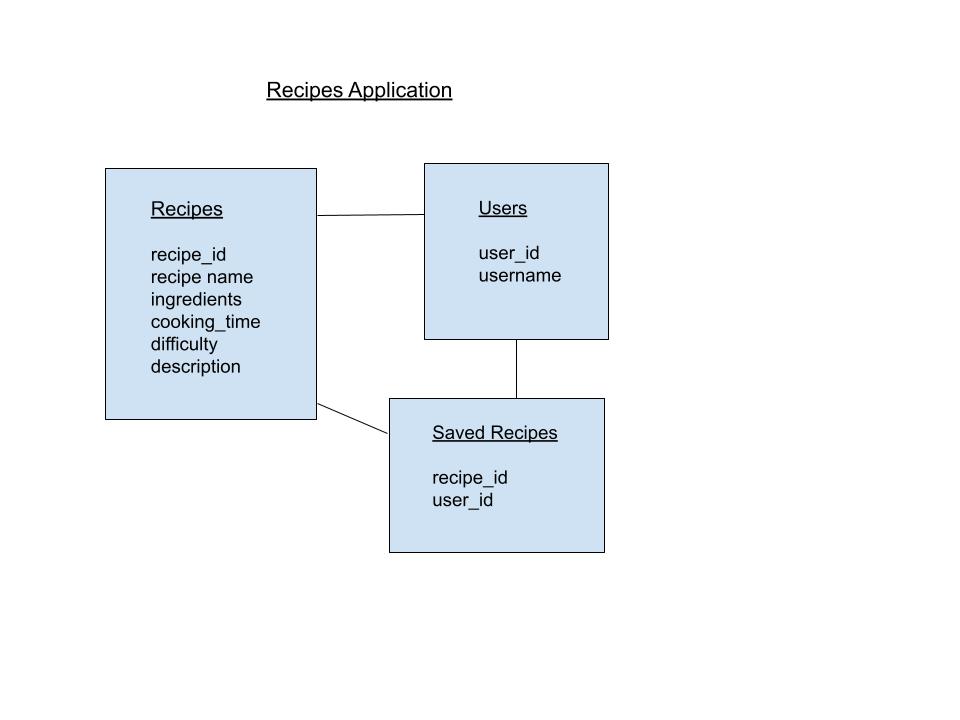 Recipes Application
Recipes
recipe_id
recipe name
ingredients
cooking_time
difficulty
description
Users
user_id
username
Saved Recipes
recipe_id
user_id